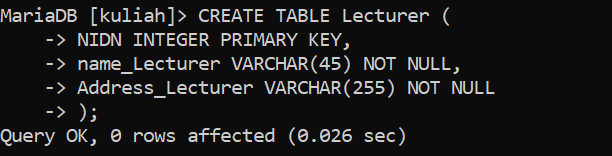 MariaDB [kuliah]> CREATE TABLE Lecturer (
    -> NIDN INTEGER PRIMARY KEY,
    -> name_Lecturer VARCHAR(45) NOT NULL,
    -> Address_Lecturer VARCHAR(255) NOT NULL
    -> );
Query OK, 0 rows affected (0.026 sec)